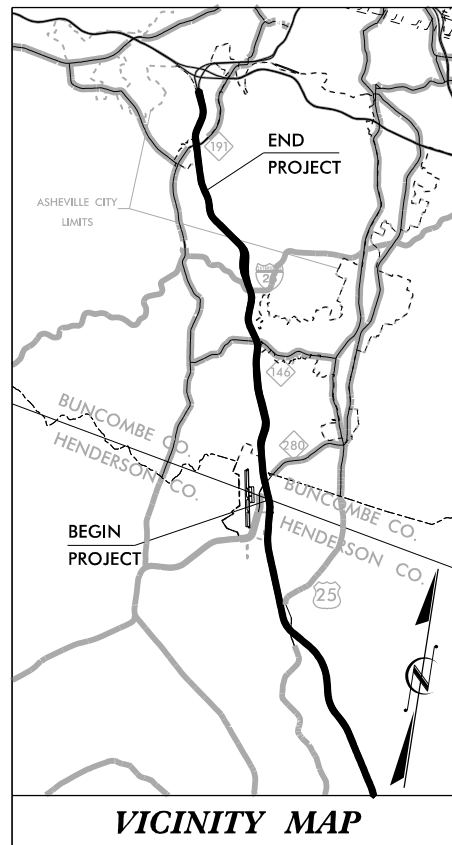 191
END
PROJECT
ASHEVILLE CITY
LIMITS
146
280
BUNCOMBE CO.
HENDERSON CO.
BUNCOMBE CO.
HENDERSON CO.
BEGIN
PROJECT
25
VICINITY MAP